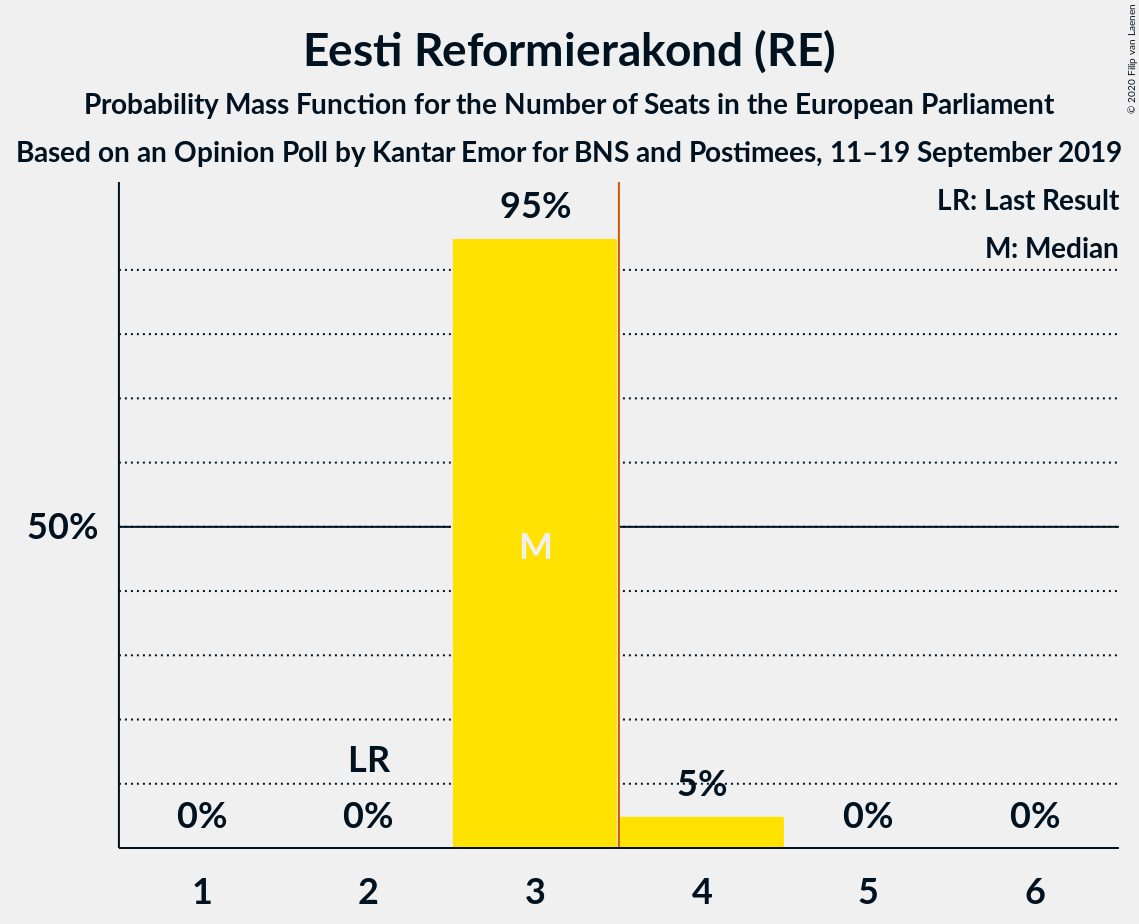 Eesti Reformierakond (RE)
Probability Mass Function for the Number of Seats in the European Parliament
Based on an Opinion Poll by Kantar Emor for BNS and Postimees, 11–19 September 2019
© 2020 Filip van Laenen
LR: Last Result
M: Median
95%
50%
M
LR
5%
0%
0%
0%
0%
1
2
3
4
5
6